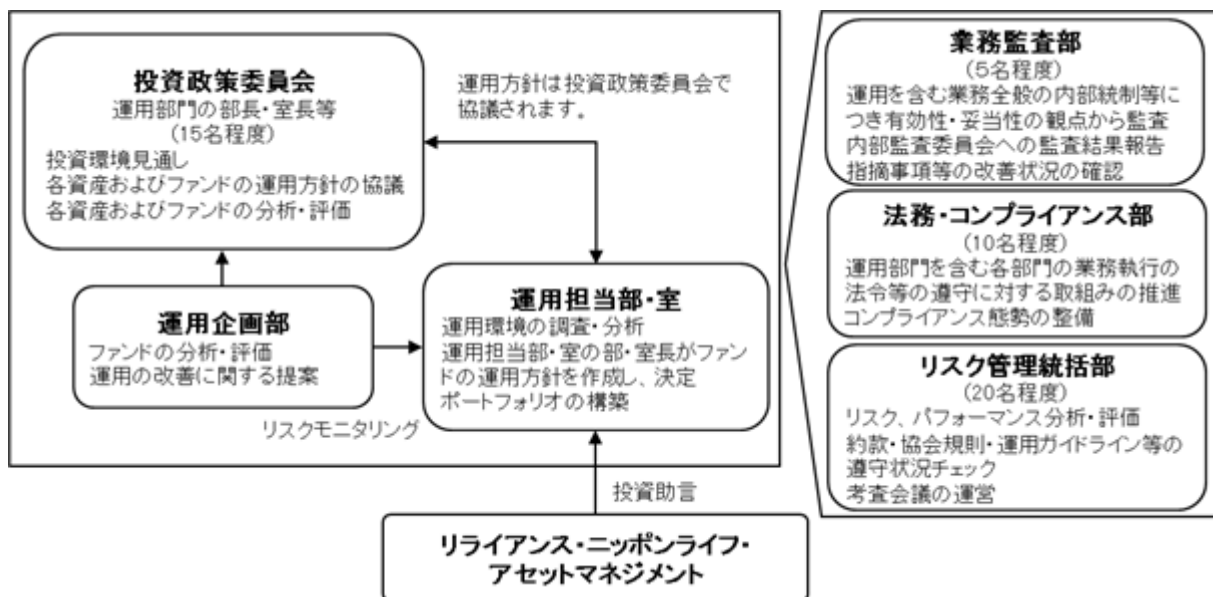 投資政策委員会
運用部門の部長・室長等
(15名程度)
投資環境見通し
各資産およびファンドの運用方針の協議
各資産およびファンドの分析・評価
運用方針は投資政策委員会で
協議されます。
運用企画部
ファンドの分析・評価
運用の改善に関する提案
運用担当部・室
運用環境の調査・分析
運用担当部・室の部・室長がファン
ドの運用方針を作成し、決定
ポートフォリオの構築
リスクモニタリング
投資助言
リライアンス・ニッポンライフ・
アセットマネジメント
業務監査部
(5名程度)
運用を含む業務全般の内部統制等に
つき有効性・妥当性の観点から監査
内部監査委員会への監査結果報告
指摘事項等の改善状況の確認
法務・コンプライアンス部
(10名程度)
運用部門を含む各部門の業務執行の
法令等の遵守に対する取組みの推進
コンプライアンス態勢の整備
リスク管理統括部
(20名程度)
リスク、パフォーマンス分析・評価
約款・協会規則・運用ガイドライン等の
遵守状況チェック
考査会議の運営